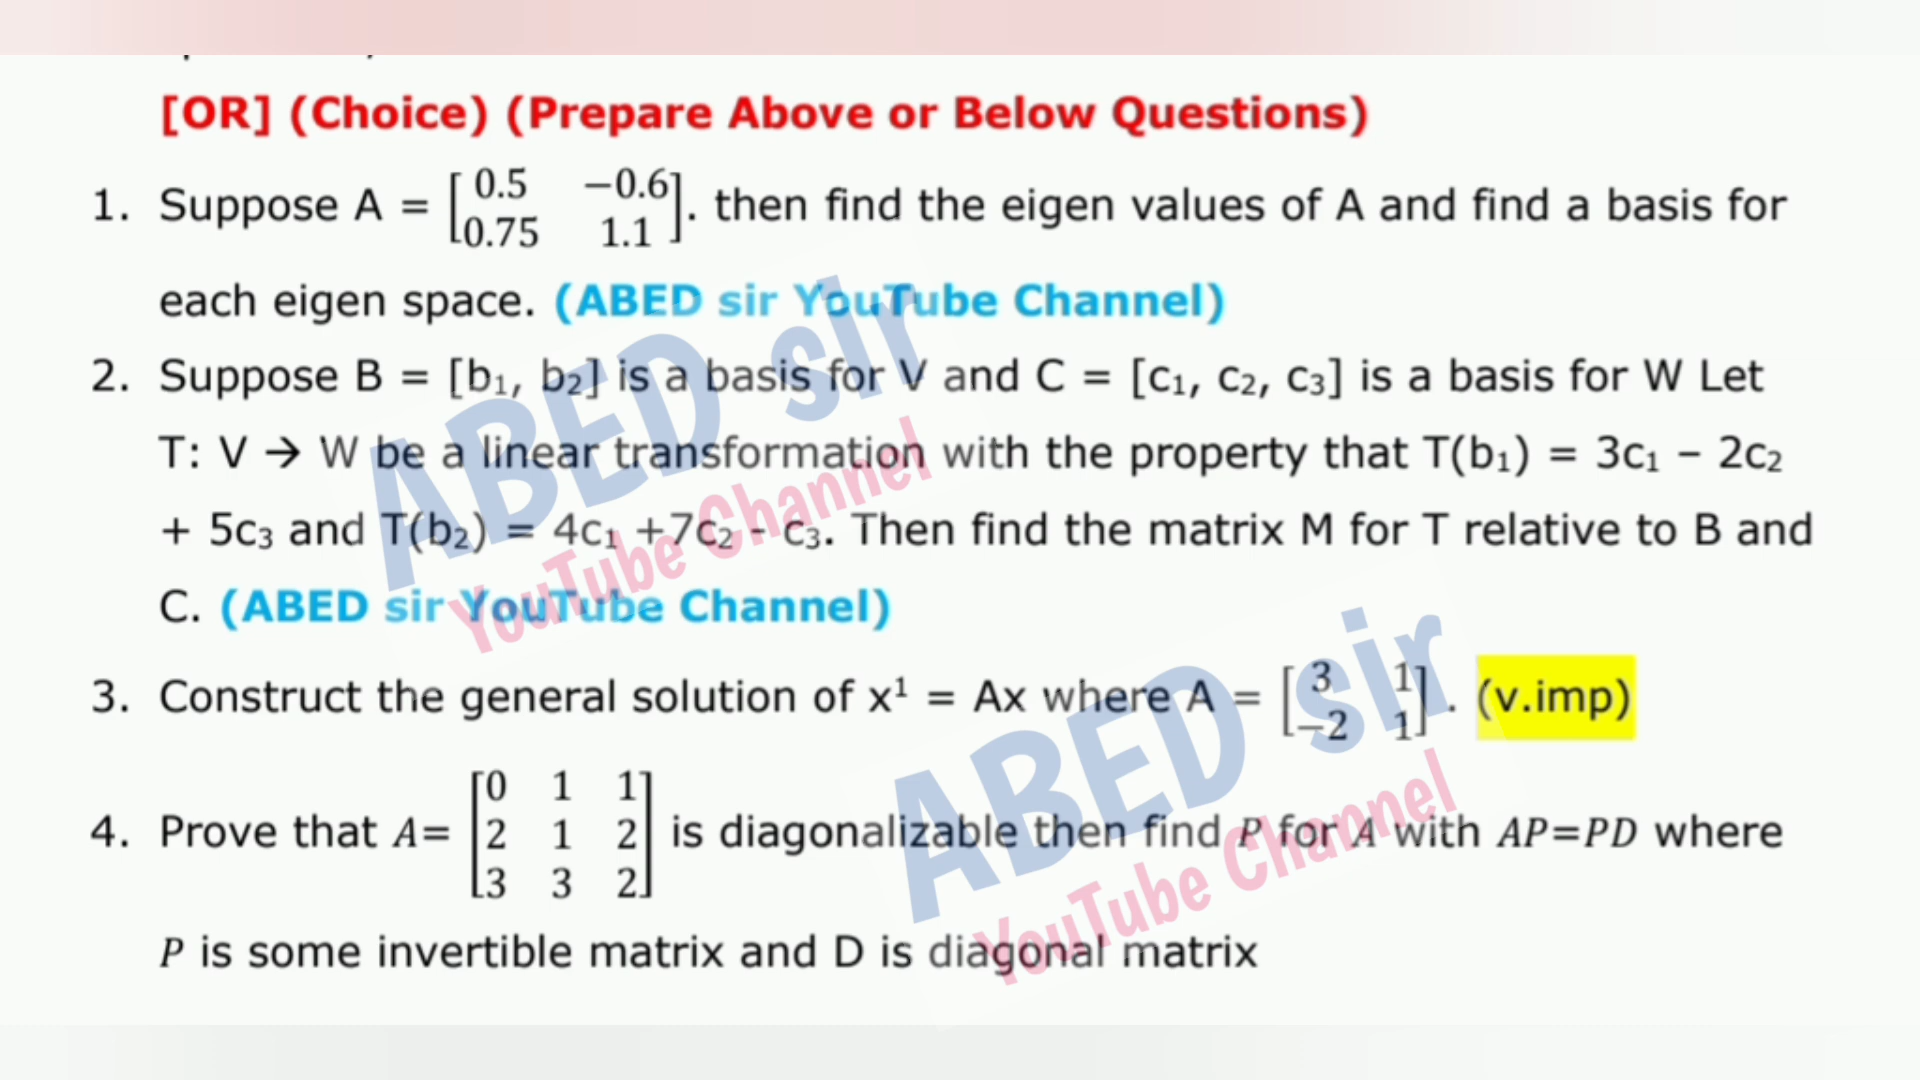 [OR] (Choice) (Prepare Above or Below Questions)
1. Suppose A = [0.5 −0.6; 0.75 1.1]. then find the eigen values of A and find a basis for
each eigen space. (ABED sir YouTube Channel)
2. Suppose B = [b₁, b₂] is a basis for V and C = [c₁, c₂, c₃] is a basis for W Let
T: V → W be a linear transformation with the property that T(b₁) = 3c₁ – 2c₂
+ 5c₃ and T(b₂) = 4c₁ +7c₂ - c₃. Then find the matrix M for T relative to B and
C. (ABED sir YouTube Channel)
3. Construct the general solution of x¹ = Ax where A = [3 1; −2 1]. (v.imp)
4. Prove that A= [0 1 1; 2 1 2; 3 3 2] is diagonalizable then find P for A with AP=PD where
P is some invertible matrix and D is diagonal matrix
ABED sir
YouTube Channel
ABED sir
YouTube Channel